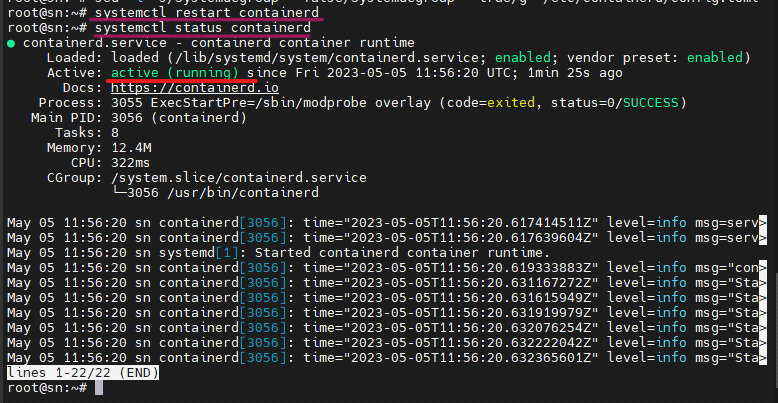 root@sn:~# systemctl restart containerd
root@sn:~# systemctl status containerd
● containerd.service - containerd container runtime
Loaded: loaded (/lib/systemd/system/containerd.service; enabled; vendor preset: enabled)
Active: active (running) since Fri 2023-05-05 11:56:20 UTC; 1min 25s ago
Docs: https://containerd.io
Process: 3055 ExecStartPre=/sbin/modprobe overlay (code=exited, status=0/SUCCESS)
Main PID: 3056 (containerd)
Tasks: 8
Memory: 12.4M
CPU: 322ms
CGroup: /system.slice/containerd.service
└─3056 /usr/bin/containerd
May 05 11:56:20 sn containerd[3056]: time="2023-05-05T11:56:20.617414511Z" level=info msg=serv>
May 05 11:56:20 sn containerd[3056]: time="2023-05-05T11:56:20.617639604Z" level=info msg=serv>
May 05 11:56:20 sn systemd[1]: Started containerd container runtime.
May 05 11:56:20 sn containerd[3056]: time="2023-05-05T11:56:20.619333883Z" level=info msg="con>
May 05 11:56:20 sn containerd[3056]: time="2023-05-05T11:56:20.631167272Z" level=info msg="Sta>
May 05 11:56:20 sn containerd[3056]: time="2023-05-05T11:56:20.631615949Z" level=info msg="Sta>
May 05 11:56:20 sn containerd[3056]: time="2023-05-05T11:56:20.631919979Z" level=info msg="Sta>
May 05 11:56:20 sn containerd[3056]: time="2023-05-05T11:56:20.632076254Z" level=info msg="Sta>
May 05 11:56:20 sn containerd[3056]: time="2023-05-05T11:56:20.632222042Z" level=info msg="Sta>
May 05 11:56:20 sn containerd[3056]: time="2023-05-05T11:56:20.632365601Z" level=info msg="Sta>
lines 1-22/22 (END)
root@sn:~#